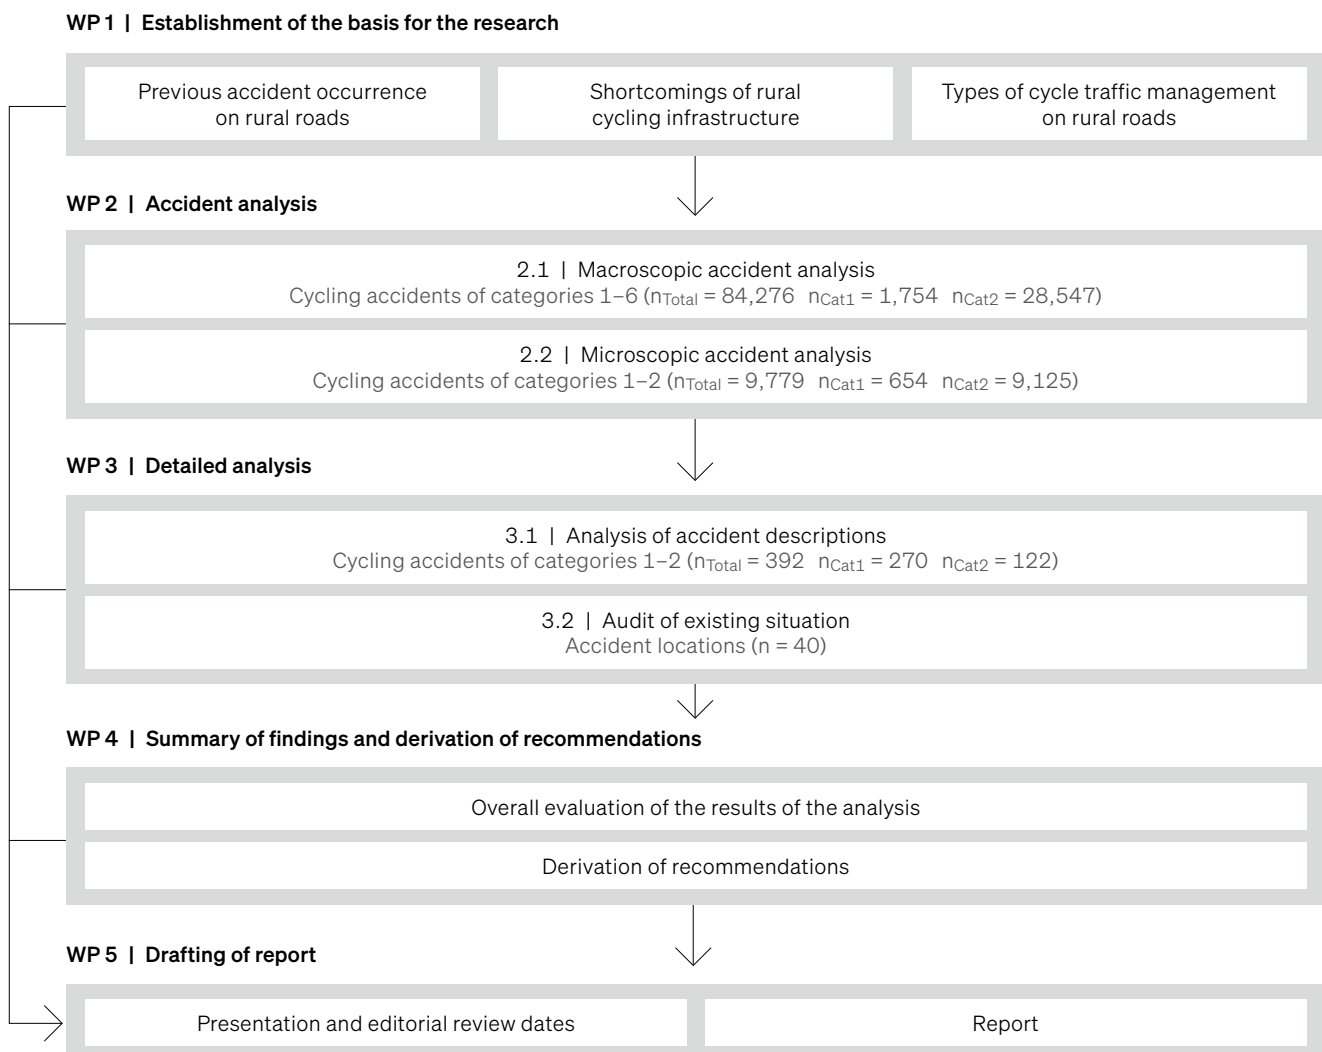 WP 1 | Establishment of the basis for the research
Previous accident occurrence
on rural roads
Shortcomings of rural
cycling infrastructure
Types of cycle traffic management
on rural roads
WP 2 | Accident analysis
2.1 | Macroscopic accident analysis
Cycling accidents of categories 1–6 (nTotal = 84,276 nCat1 = 1,754 nCat2 = 28,547)
2.2 | Microscopic accident analysis
Cycling accidents of categories 1–2 (nTotal = 9,779 nCat1 = 654 nCat2 = 9,125)
WP 3 | Detailed analysis
3.1 | Analysis of accident descriptions
Cycling accidents of categories 1–2 (nTotal = 392 nCat1 = 270 nCat2 = 122)
3.2 | Audit of existing situation
Accident locations (n = 40)
WP 4 | Summary of findings and derivation of recommendations
Overall evaluation of the results of the analysis
Derivation of recommendations
WP 5 | Drafting of report
Presentation and editorial review dates
Report